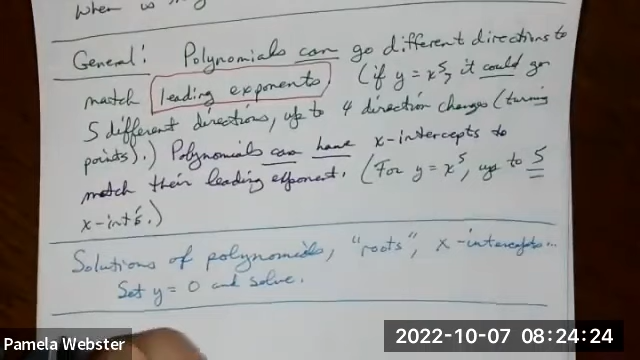 when is
General: Polynomials can go different directions to
match leading exponents (if y = x⁵, it could go
5 different directions, up to 4 direction changes (turning
points).) Polynomials can have x-intercepts to
match their leading exponent. (For y = x⁵, up to 5
x-int's.)
Solutions of polynomials, "roots", x-intercepts...
Set y = 0 and solve.
Pamela Webster
2022-10-07 08:24:24